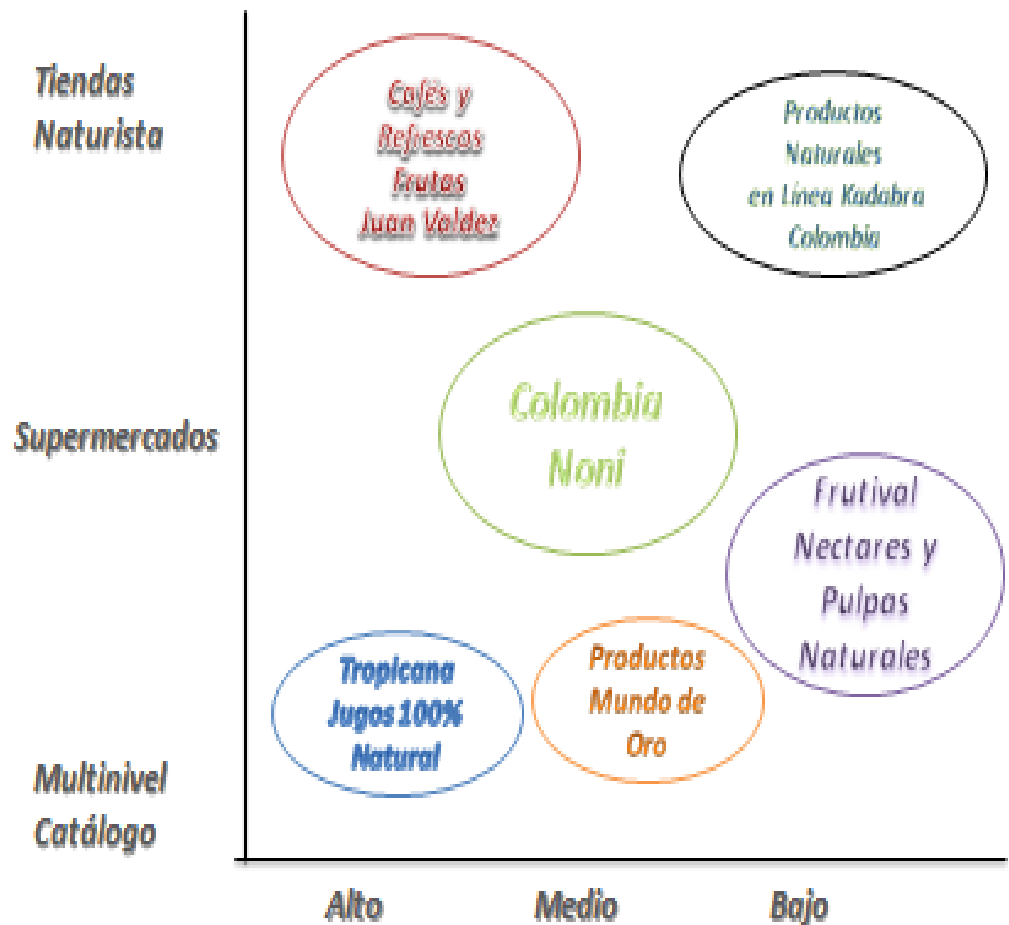 Tiendas
Naturista
Cafés y
Refrescos
Frutas
Juan Valdez
Productos
Naturales
en Línea Kadabra
Colombia
Supermercados
Colombia
Noni
Frutival
Nectares y
Pulpas
Naturales
Tropicana
Jugos 100%
Natural
Productos
Mundo de
Oro
Multinivel
Catálogo
Alto
Medio
Bajo